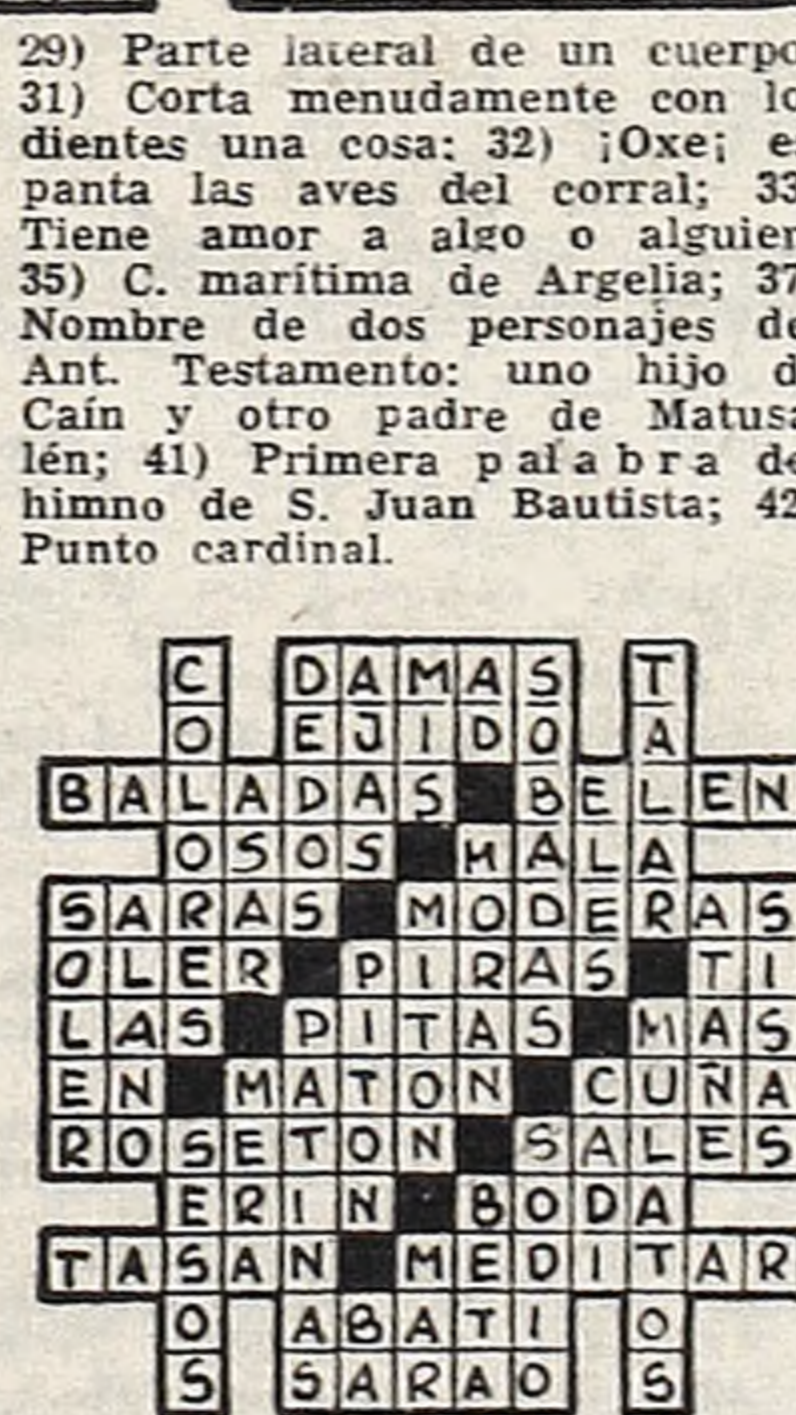 29) Parte lateral de un cuerpo
31) Corta menudamente con lo
dientes una cosa: 32) ¡Oxe¡ es
panta las aves del corral; 33
Tiene amor a algo o alguien
35) C. marítima de Argelia; 37
Nombre de dos personajes de
Ant. Testamento: uno hijo d
Caín y otro padre de Matusa
lén; 41) Primera palabra de
himno de S. Juan Bautista; 42
Punto cardinal.
C DAMAS T
O EJIDO A
BALADAS BELEN
OSOS HALA
SARAS MODERAS
OLER PIRAS TI
LAS PITAS MAS
EN MATON CUÑA
ROSETON SALES
ERIN BODA
TASAN MEDITAR
O ABATI O
S SARAO S